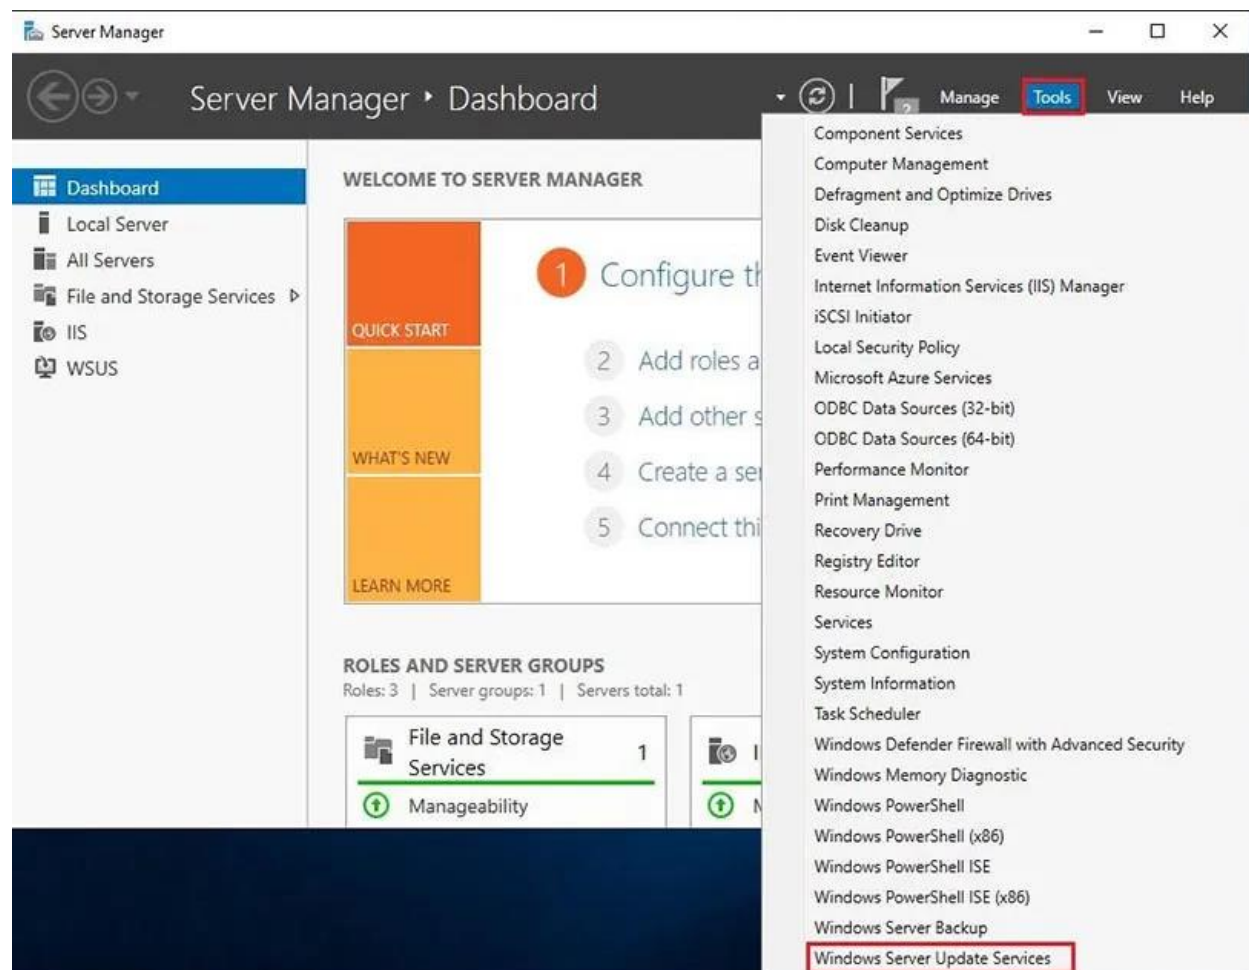 Server Manager
Server Manager ‣ Dashboard
Manage Tools View Help
Dashboard
Local Server
All Servers
File and Storage Services
IIS
WSUS
WELCOME TO SERVER MANAGER
QUICK START
WHAT'S NEW
LEARN MORE
1 Configure
2 Add roles
3 Add other
4 Create a
5 Connect
ROLES AND SERVER GROUPS
Roles: 3 | Server groups: 1 | Servers total: 1
File and Storage
Services
1
Manageability
Component Services
Computer Management
Defragment and Optimize Drives
Disk Cleanup
Event Viewer
Internet Information Services (IIS) Manager
iSCSI Initiator
Local Security Policy
Microsoft Azure Services
ODBC Data Sources (32-bit)
ODBC Data Sources (64-bit)
Performance Monitor
Print Management
Recovery Drive
Registry Editor
Resource Monitor
Services
System Configuration
System Information
Task Scheduler
Windows Defender Firewall with Advanced Security
Windows Memory Diagnostic
Windows PowerShell
Windows PowerShell (x86)
Windows PowerShell ISE
Windows PowerShell ISE (x86)
Windows Server Backup
Windows Server Update Services